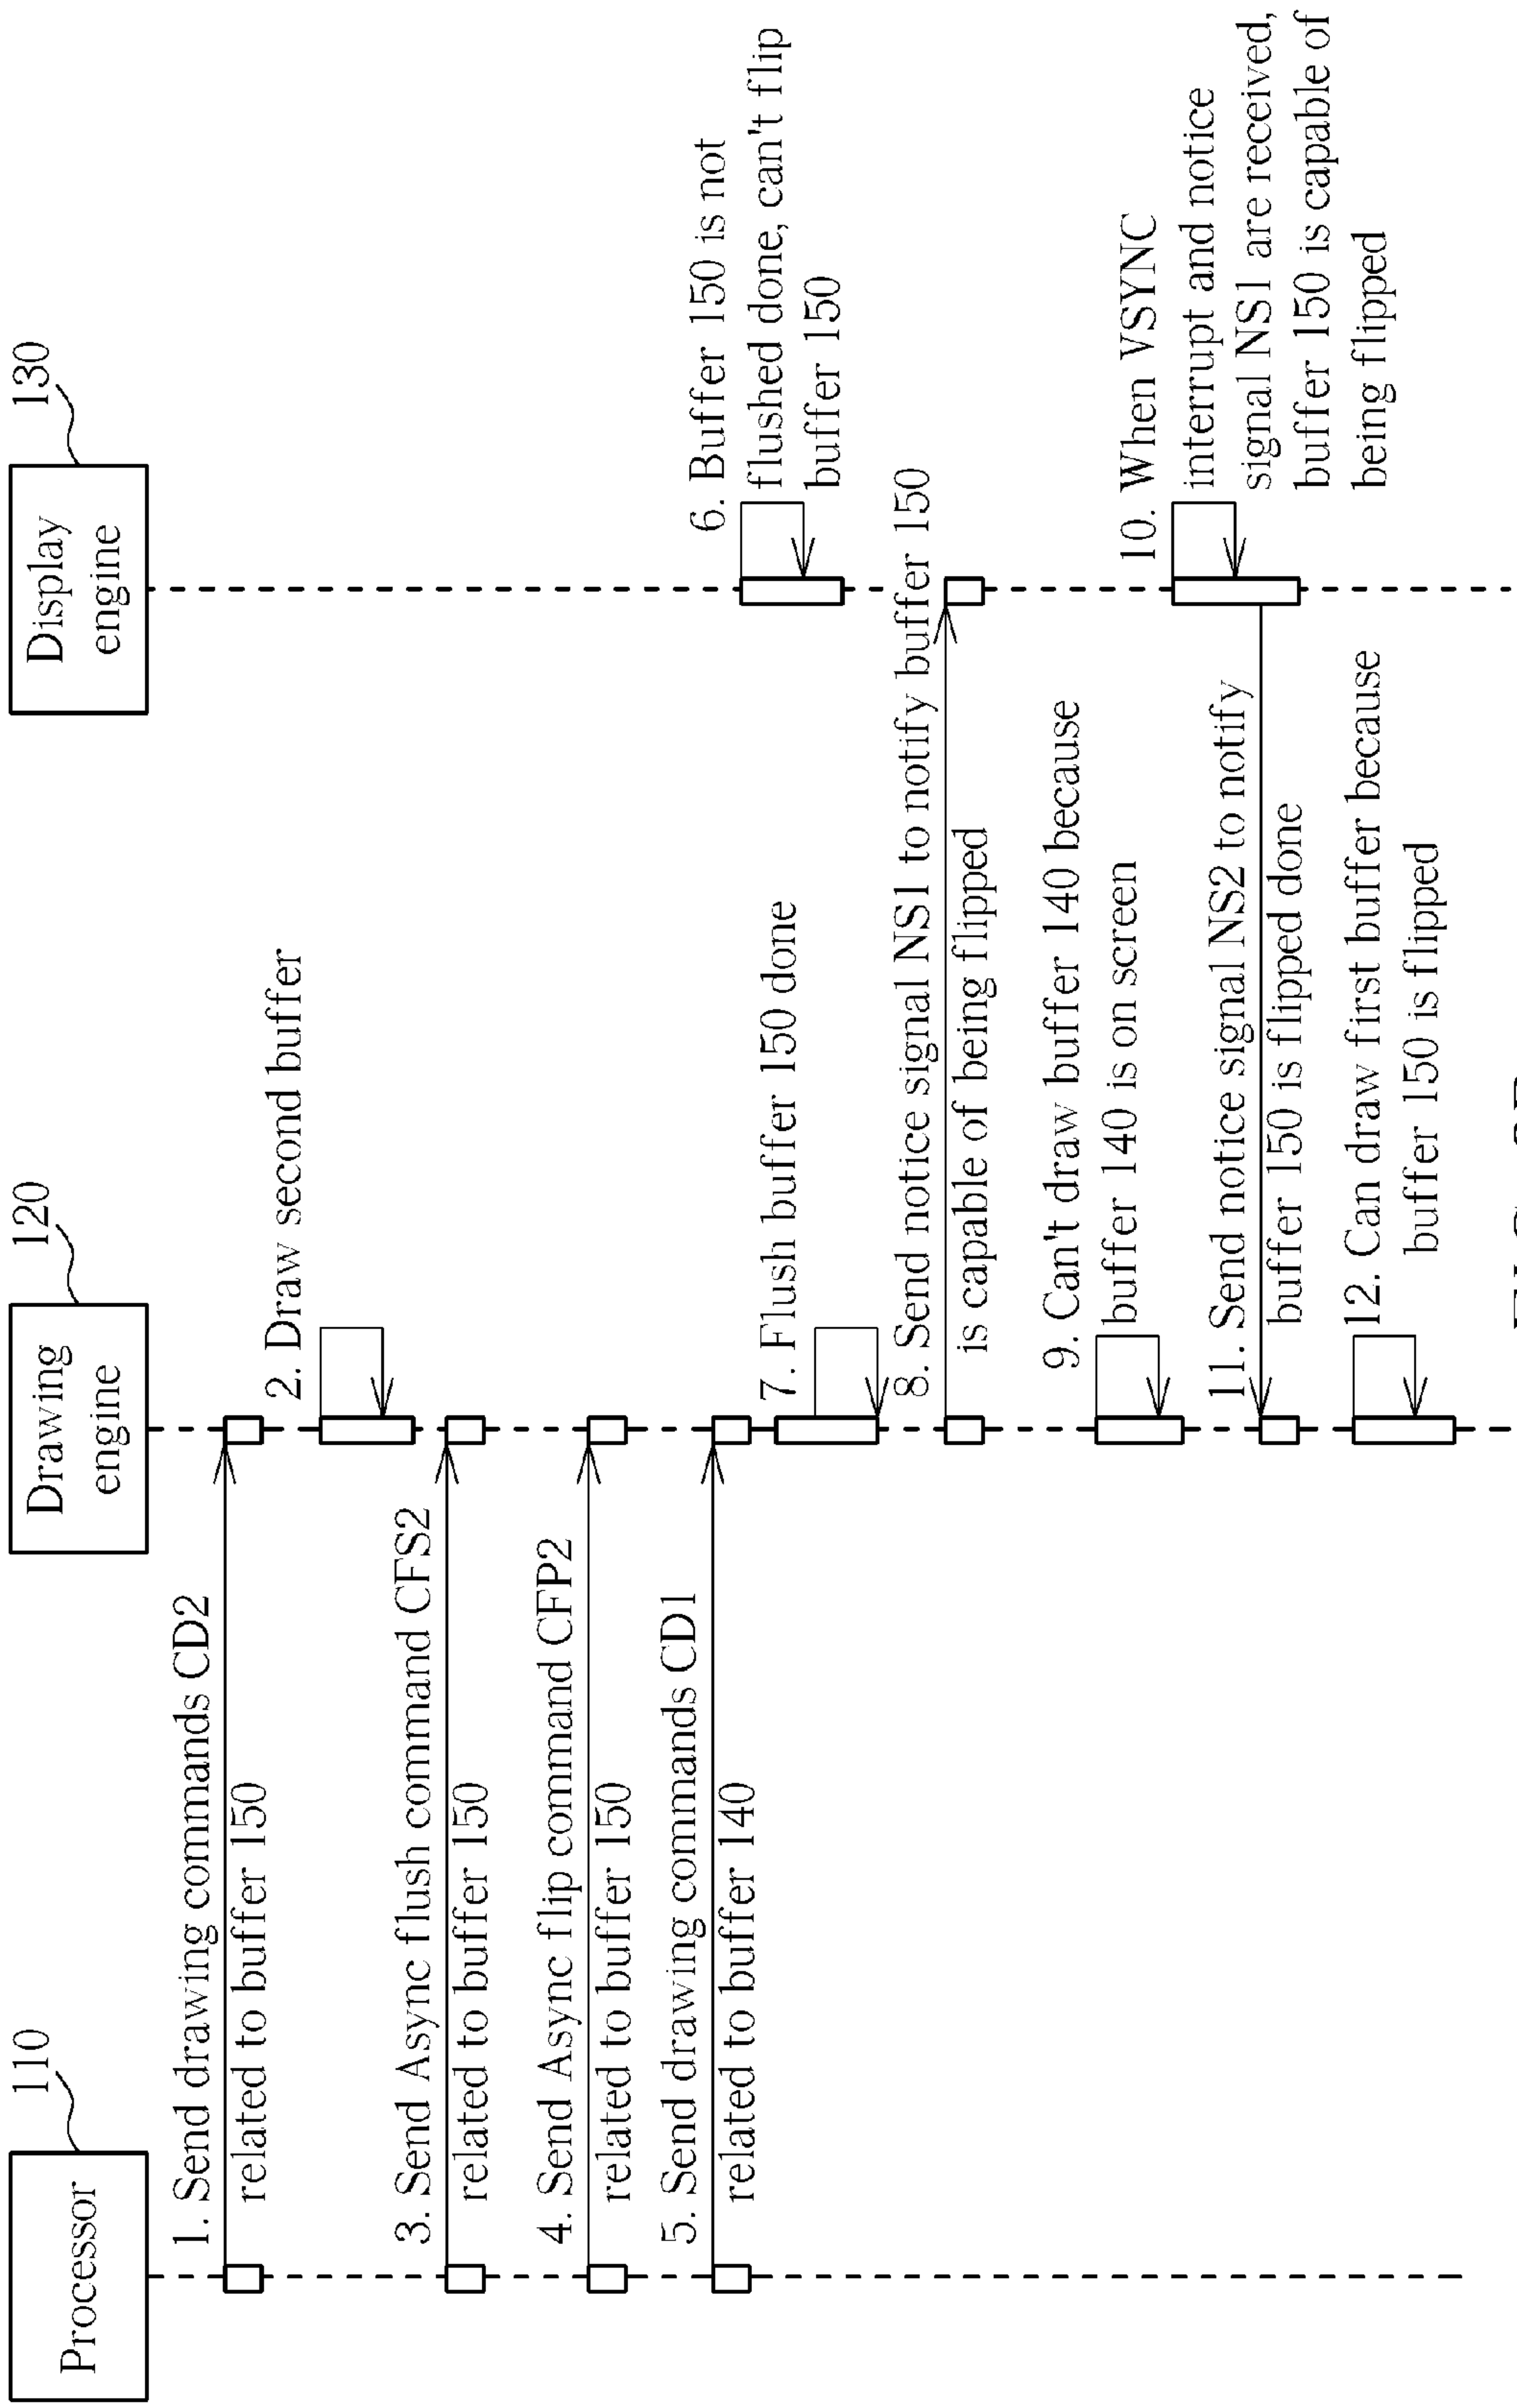 110
Processor
120
Drawing
engine
130
Display
engine
1. Send drawing commands CD2
related to buffer 150
2. Draw second buffer
3. Send Async flush command CFS2
related to buffer 150
4. Send Async flip command CFP2
related to buffer 150
5. Send drawing commands CD1
related to buffer 140
6. Buffer 150 is not
flushed done, can't flip
buffer 150
7. Flush buffer 150 done
8. Send notice signal NS1 to notify buffer 150
is capable of being flipped
9. Can't draw buffer 140 because
buffer 140 is on screen
10. When VSYNC
interrupt and notice
signal NS1 are received,
buffer 150 is capable of
being flipped
11. Send notice signal NS2 to notify
buffer 150 is flipped done
12. Can draw first buffer because
buffer 150 is flipped